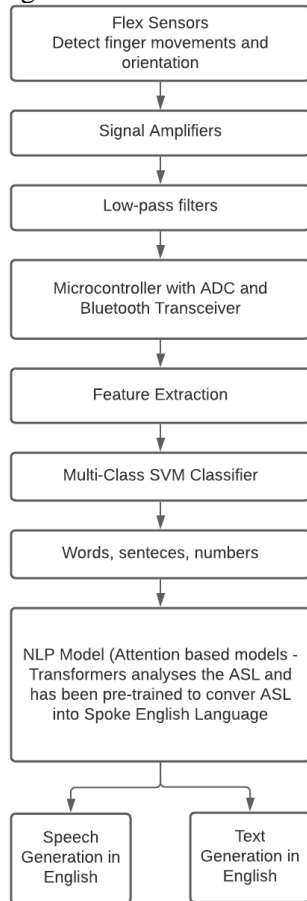 Flex Sensors
Detect finger movements and
orientation
Signal Amplifiers
Low-pass filters
Microcontroller with ADC and
Bluetooth Transceiver
Feature Extraction
Multi-Class SVM Classifier
Words, senteces, numbers
NLP Model (Attention based models -
Transformers analyses the ASL and
has been pre-trained to conver ASL
into Spoke English Language
Speech
Generation in
English
Text
Generation in
English